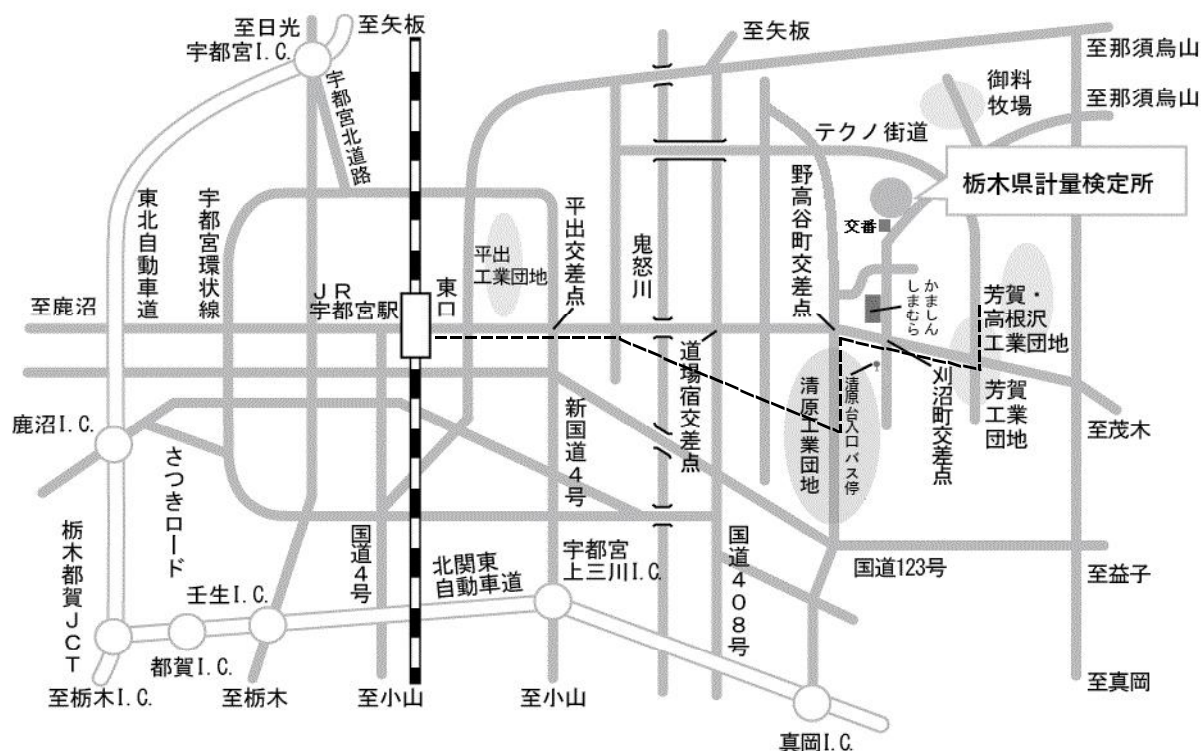 至日光
宇都宮I.C.
至矢板
至矢板
至那須烏山
御料
牧場
至那須烏山
宇都宮北道路
テクノ街道
栃木県計量検定所
東北自動車道
宇都宮環状線
平出
工業団地
平出交差点
鬼怒川
野高谷町交差点
交番
至鹿沼
JR
宇都宮駅
東口
かましん
しまむら
芳賀・
高根沢
工業団地
道場宿交差点
清原工業団地
清原台入口バス停
刈沼町交差点
芳賀
工業
団地
至茂木
鹿沼I.C.
さつきロード
新国道4号
国道4号
栃木都賀JCT
壬生I.C.
北関東
自動車道
宇都宮
上三川I.C.
国道408号
国道123号
至益子
都賀I.C.
至栃木I.C.
至栃木
至小山
至小山
至真岡
真岡I.C.